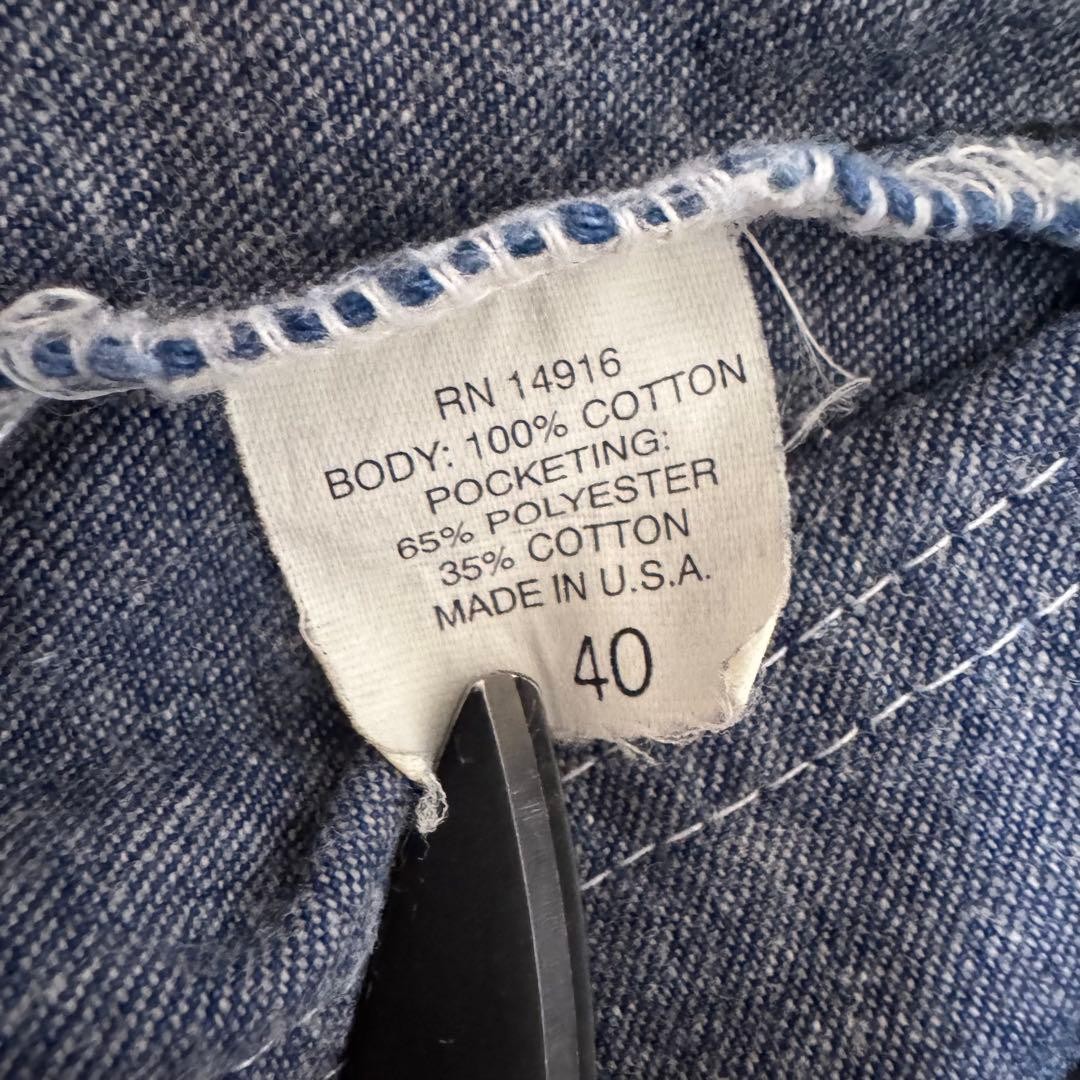 RN 14916
BODY: 100% COTTON
POCKETING:
65% POLYESTER
35% COTTON
MADE IN U.S.A.
40